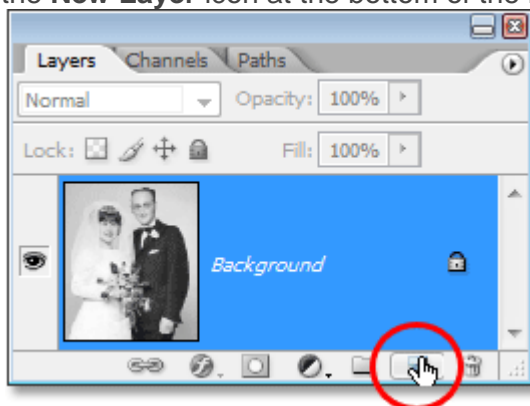 the New Layer icon at the bottom of the
Layers Channels Paths
Normal Opacity: 100%
Lock: Fill: 100%
Background